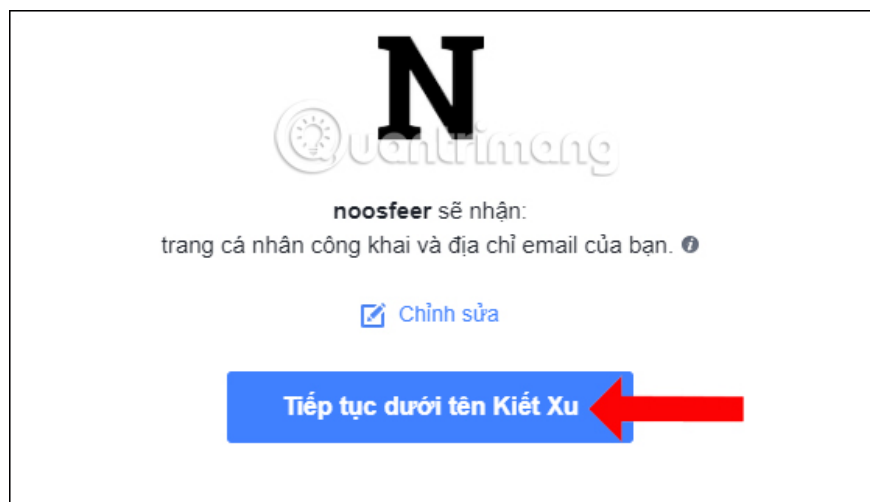 N
Quantrimang
noosfeer sẽ nhận:
trang cá nhân công khai và địa chỉ email của bạn. i
Chỉnh sửa
Tiếp tục dưới tên Kiết Xu